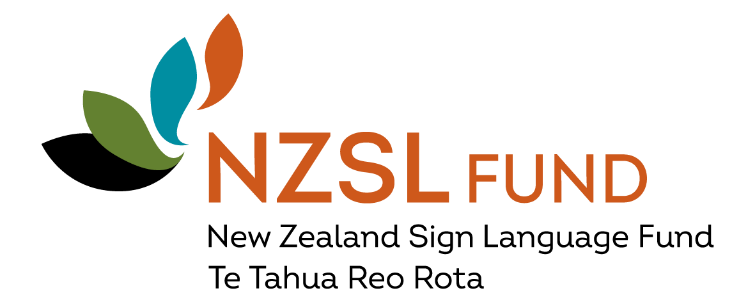 NZSL FUND
New Zealand Sign Language Fund
Te Tahua Reo Rota